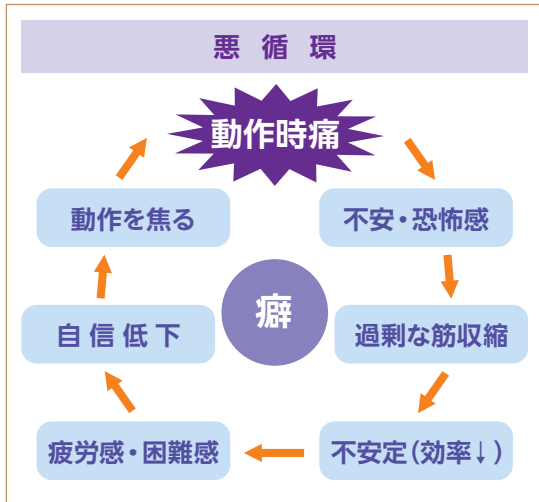 悪 循 環
動作時痛
動作を焦る
不安・恐怖感
癖
自 信 低 下
過剰な筋収縮
疲労感・困難感
不安定(効率↓)